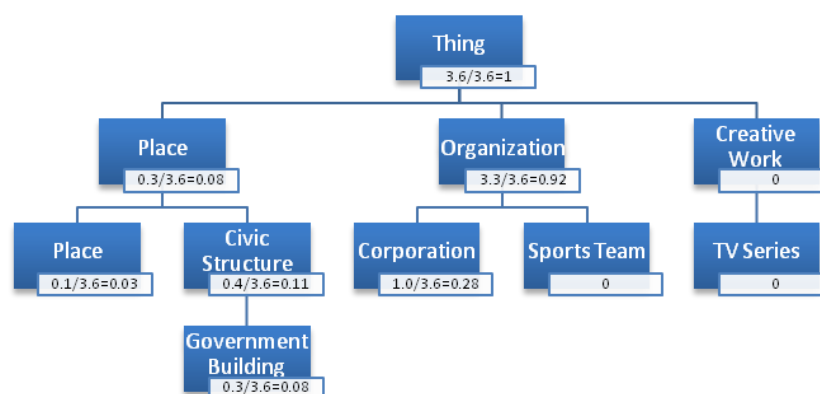 Thing
3.6/3.6=1
Place
0.3/3.6=0.08
Organization
3.3/3.6=0.92
Creative
Work
0
Place
0.1/3.6=0.03
Civic
Structure
0.4/3.6=0.11
Corporation
1.0/3.6=0.28
Sports Team
0
TV Series
0
Government
Building
0.3/3.6=0.08